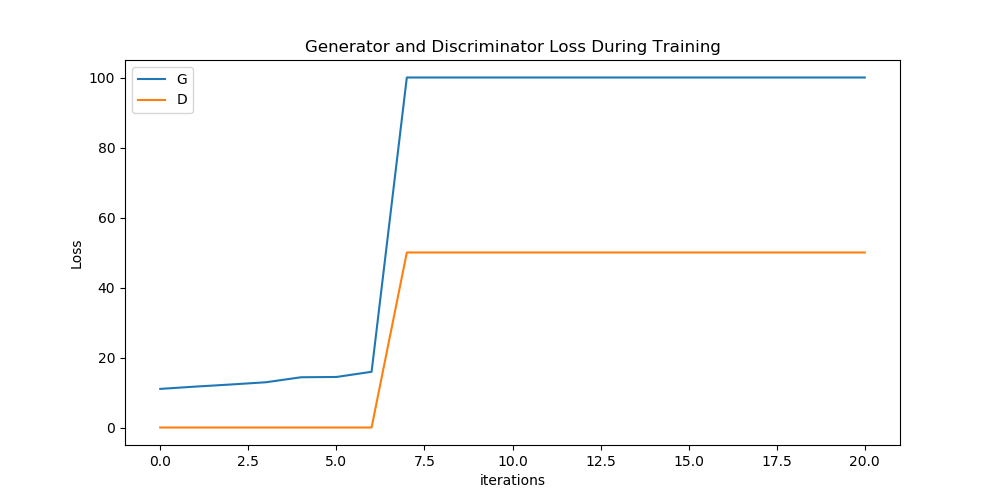 Generator and Discriminator Loss During Training
G
D
Loss
100
80
60
40
20
0
0.0 2.5 5.0 7.5 10.0 12.5 15.0 17.5 20.0
iterations